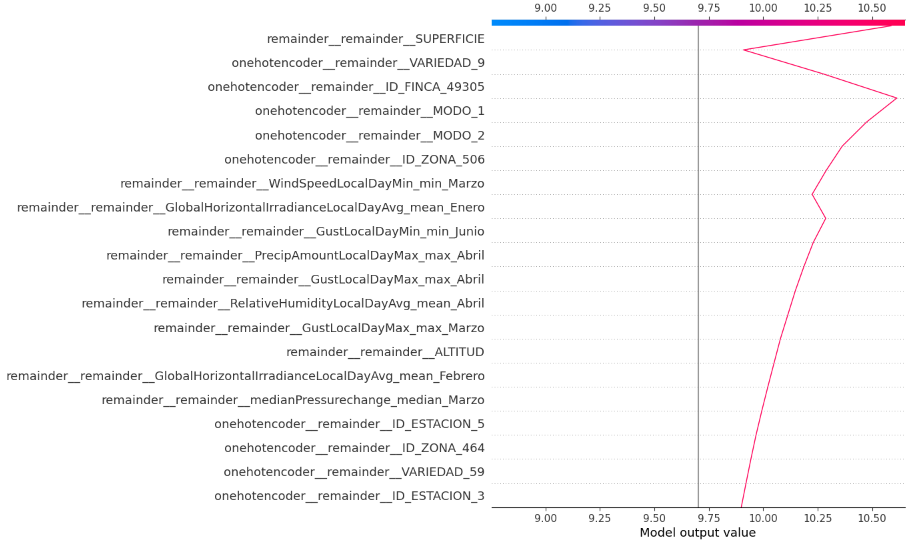 9.00 9.25 9.50 9.75 10.00 10.25 10.50
remainder__remainder__SUPERFICIE
onehotencoder__remainder__VARIEDAD_9
onehotencoder__remainder__ID_FINCA_49305
onehotencoder__remainder__MODO_1
onehotencoder__remainder__MODO_2
onehotencoder__remainder__ID_ZONA_506
remainder__remainder__WindSpeedLocalDayMin_min_Marzo
remainder__remainder__GlobalHorizontalIrradianceLocalDayAvg_mean_Enero
remainder__remainder__GustLocalDayMin_min_Junio
remainder__remainder__PrecipAmountLocalDayMax_max_Abril
remainder__remainder__GustLocalDayMax_max_Abril
remainder__remainder__RelativeHumidityLocalDayAvg_mean_Abril
remainder__remainder__GustLocalDayMax_max_Marzo
remainder__remainder__ALTITUD
remainder__remainder__GlobalHorizontalIrradianceLocalDayAvg_mean_Febrero
remainder__remainder__medianPressurechange_median_Marzo
onehotencoder__remainder__ID_ESTACION_5
onehotencoder__remainder__ID_ZONA_464
onehotencoder__remainder__VARIEDAD_59
onehotencoder__remainder__ID_ESTACION_3
9.00 9.25 9.50 9.75 10.00 10.25 10.50
Model output value